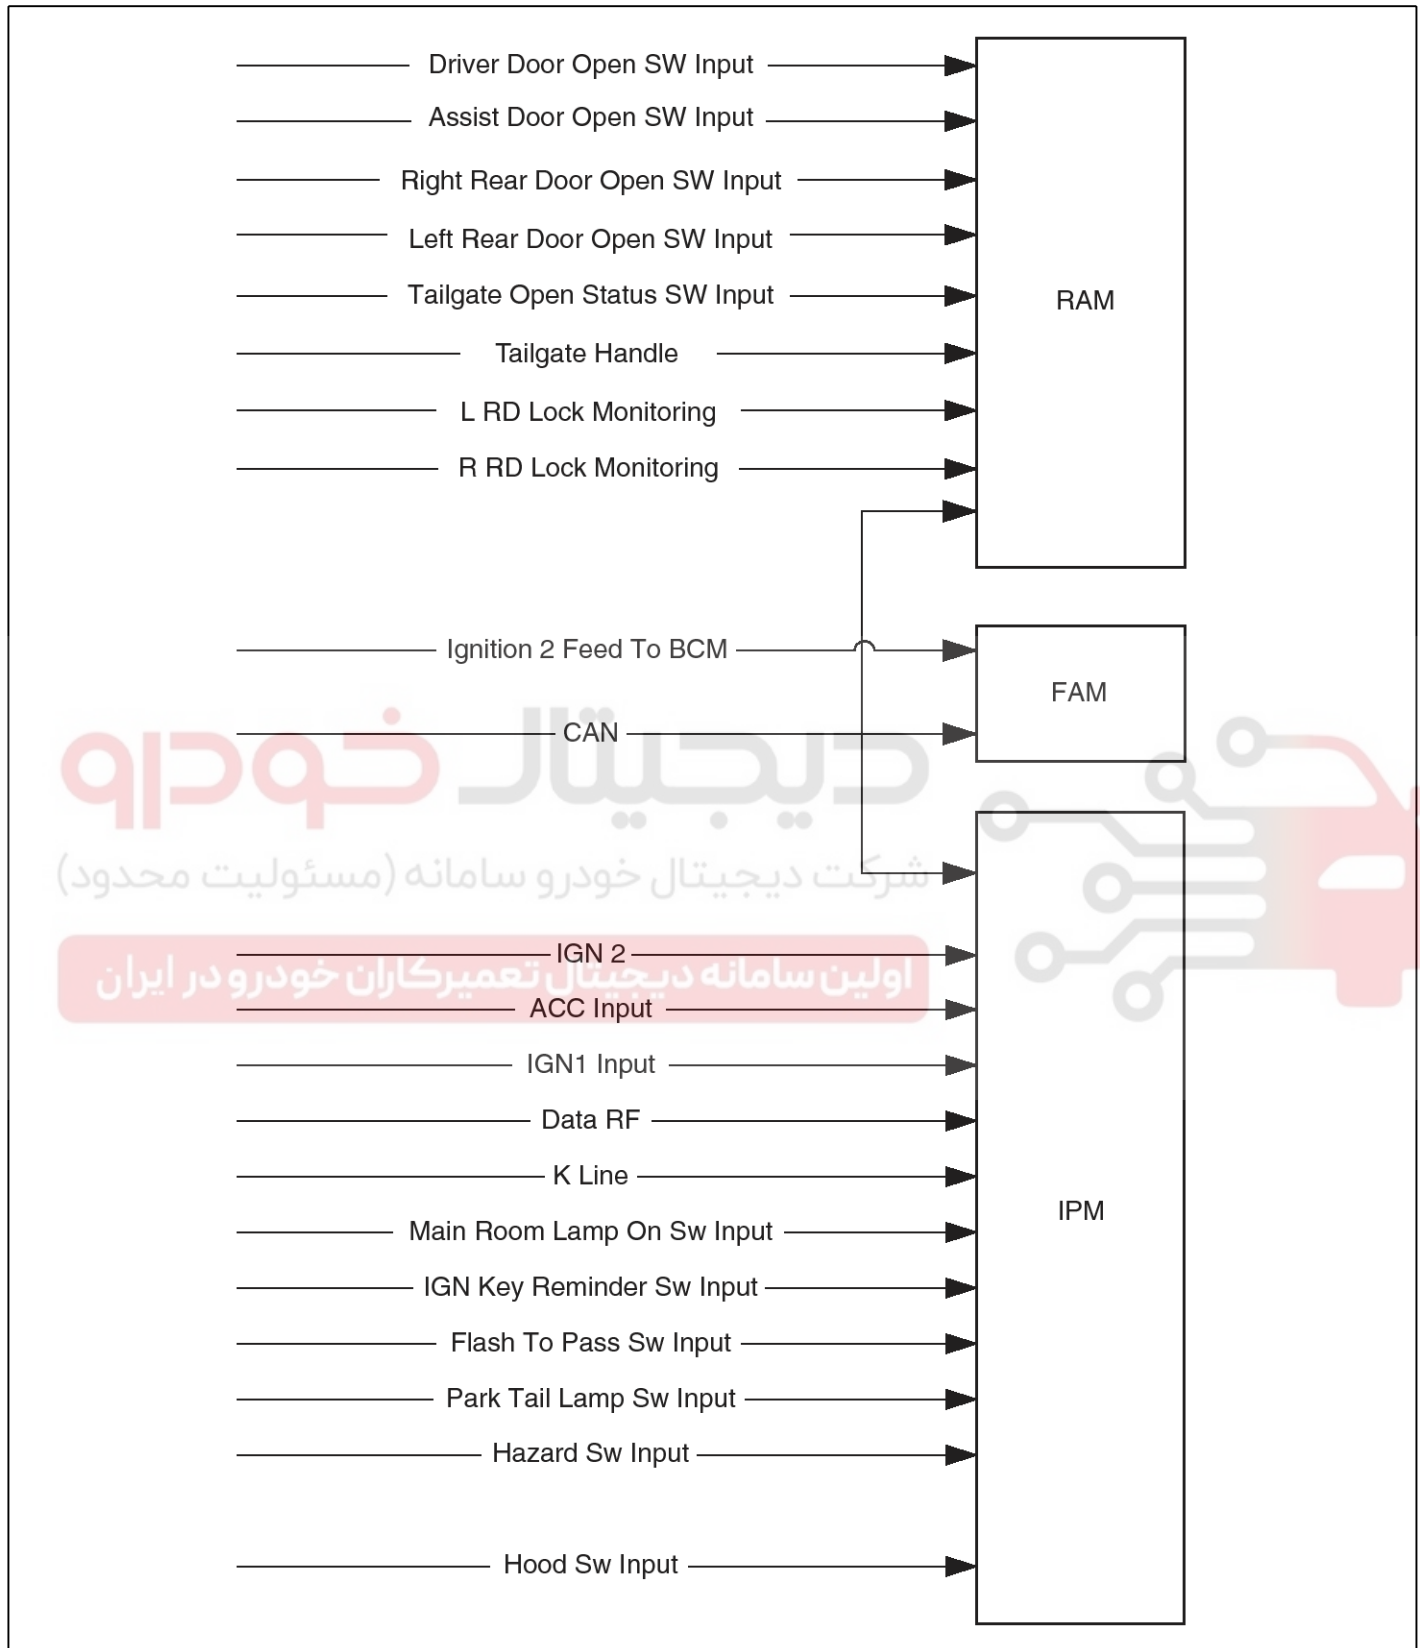 Driver Door Open SW Input
Assist Door Open SW Input
Right Rear Door Open SW Input
Left Rear Door Open SW Input
Tailgate Open Status SW Input
RAM
Tailgate Handle
L RD Lock Monitoring
R RD Lock Monitoring
Ignition 2 Feed To BCM
FAM
CAN
دیجیتال خودرو
شرکت دیجیتال خودرو سامانه (مسئولیت محدود)
IGN 2
اولین سامانه دیجیتال تعمیرکاران خودرو در ایران
ACC Input
IGN1 Input
Data RF
K Line
IPM
Main Room Lamp On Sw Input
IGN Key Reminder Sw Input
Flash To Pass Sw Input
Park Tail Lamp Sw Input
Hazard Sw Input
Hood Sw Input